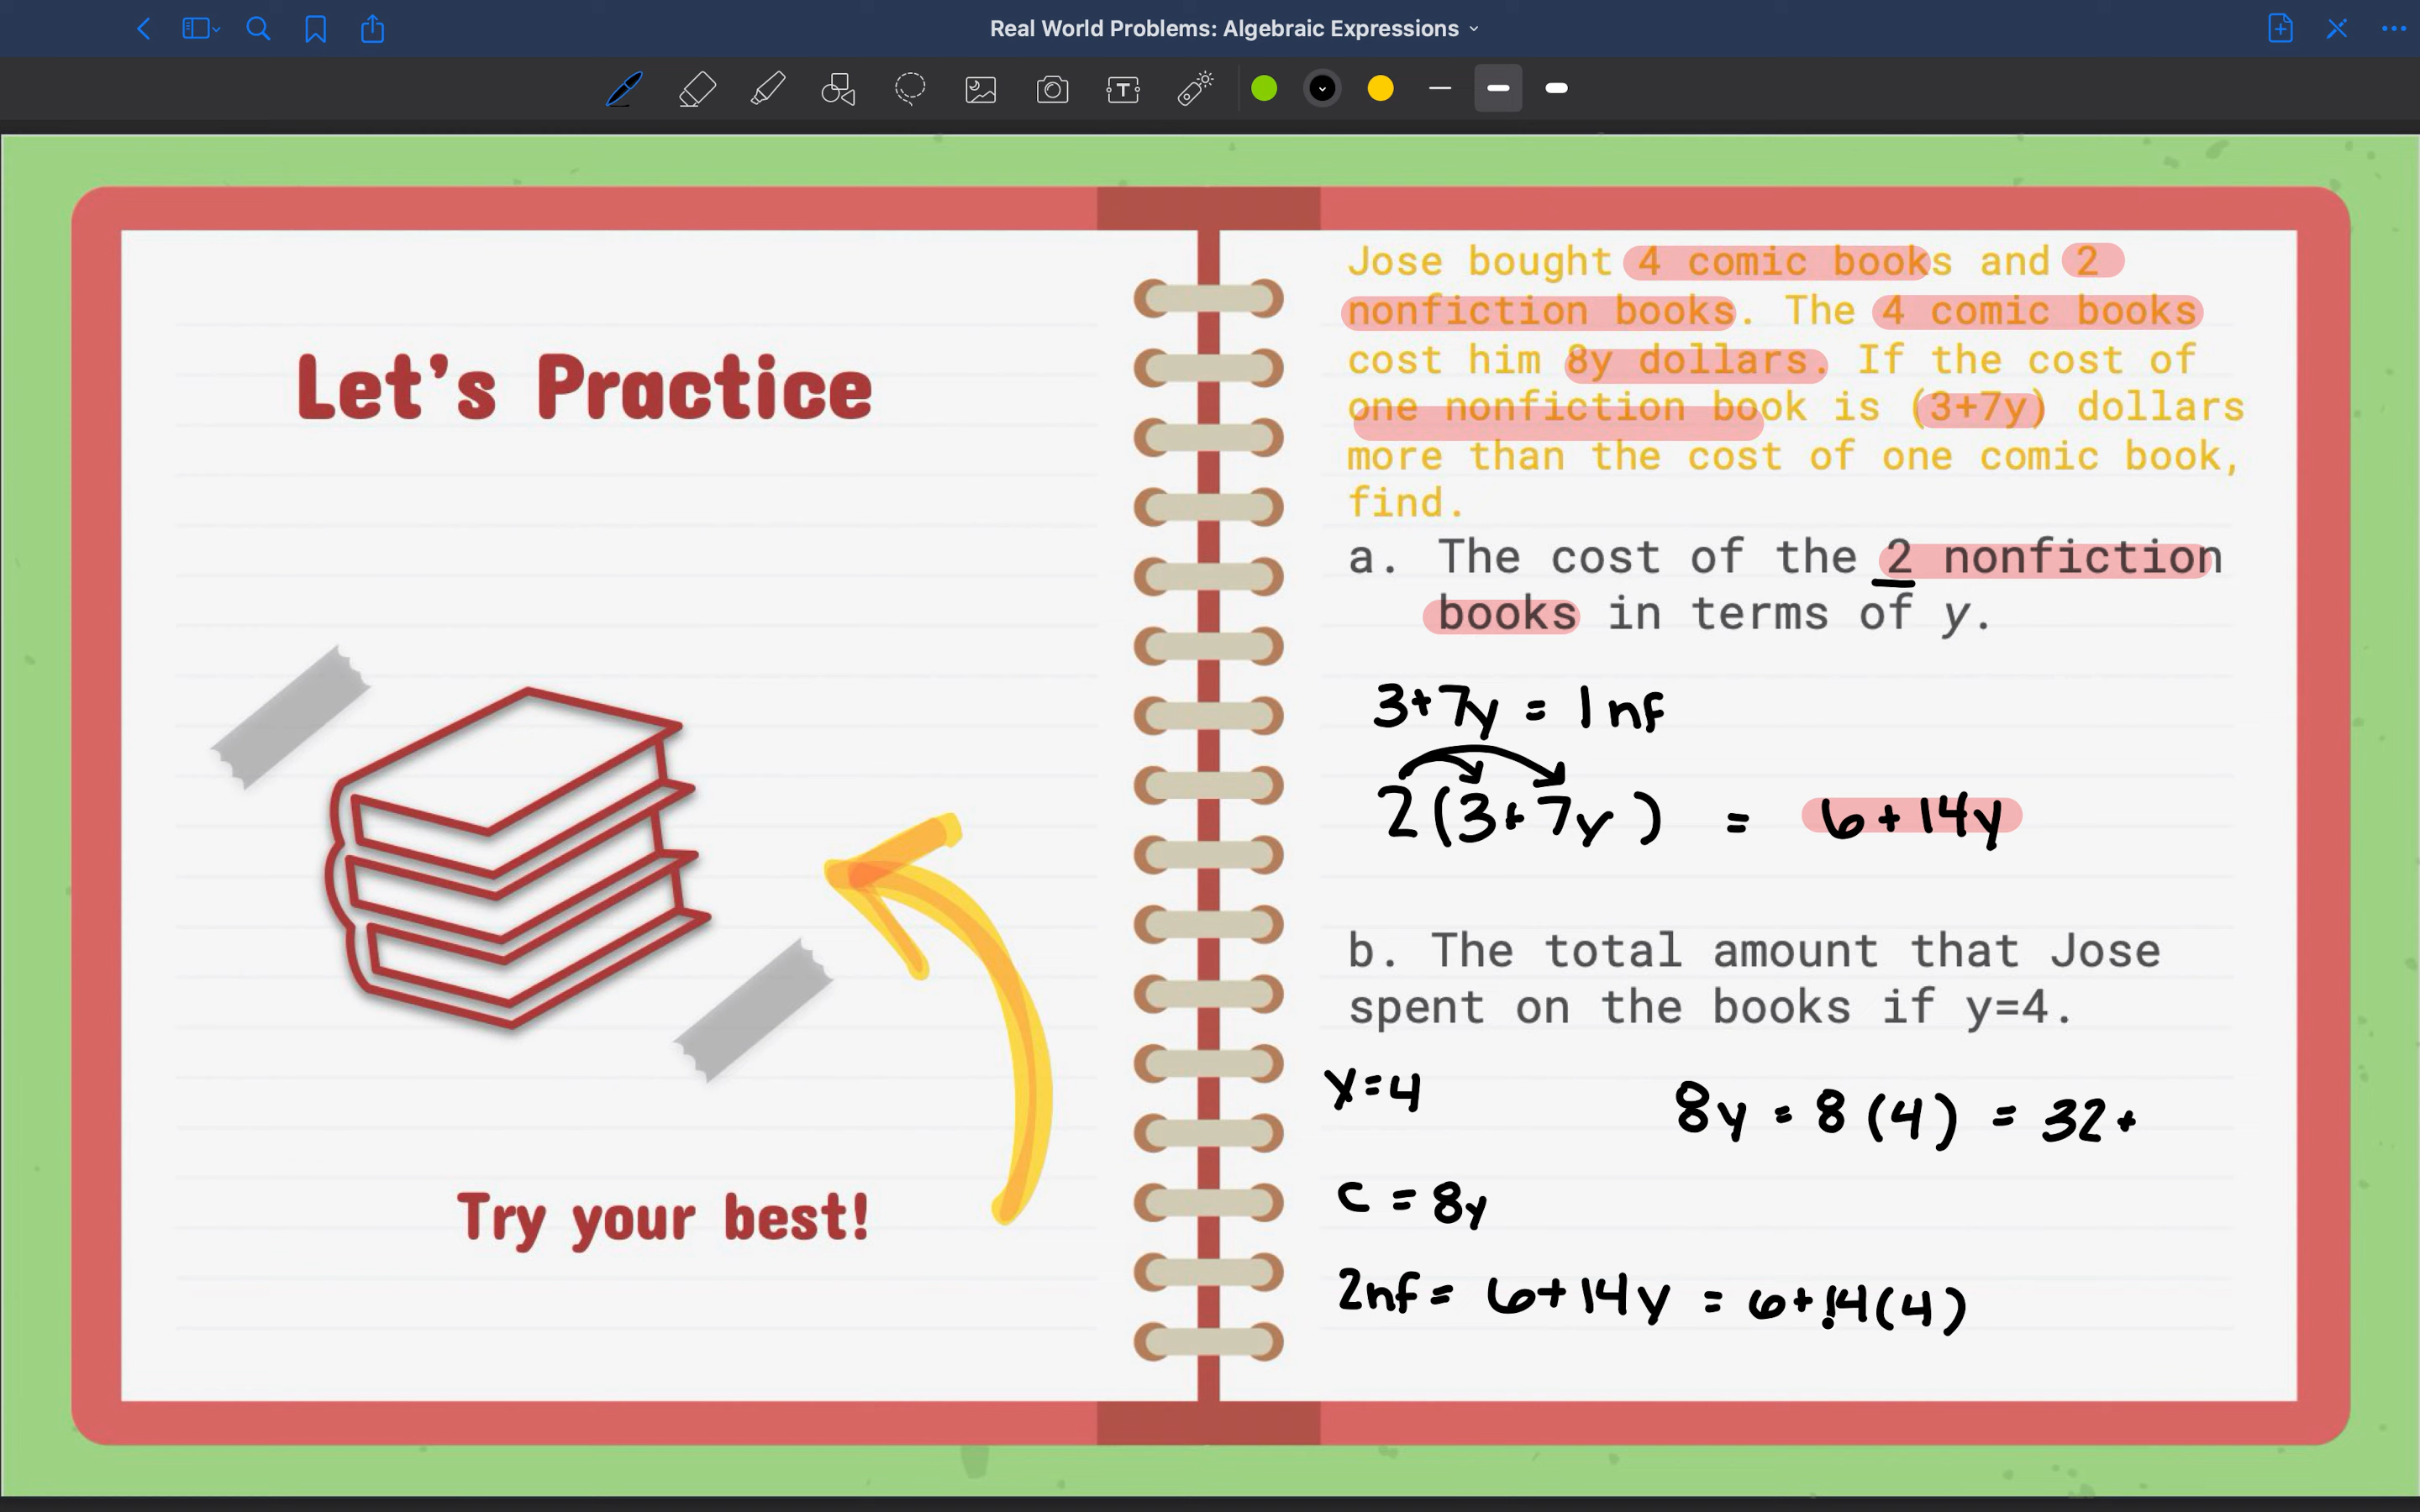 Real World Problems: Algebraic Expressions
T
Let's Practice
Try your best!
Jose bought 4 comic books and 2
nonfiction books. The 4 comic books
cost him 8y dollars. If the cost of
one nonfiction book is (3+7y) dollars
more than the cost of one comic book,
find.
a. The cost of the 2 nonfiction
books in terms of y.
3+7y = 1nf
2(3+7y) = 6+14y
b. The total amount that Jose
spent on the books if y=4.
y=4
8y = 8(4) = 32+
c = 8y
2nf = 6+14y = 6+14(4)